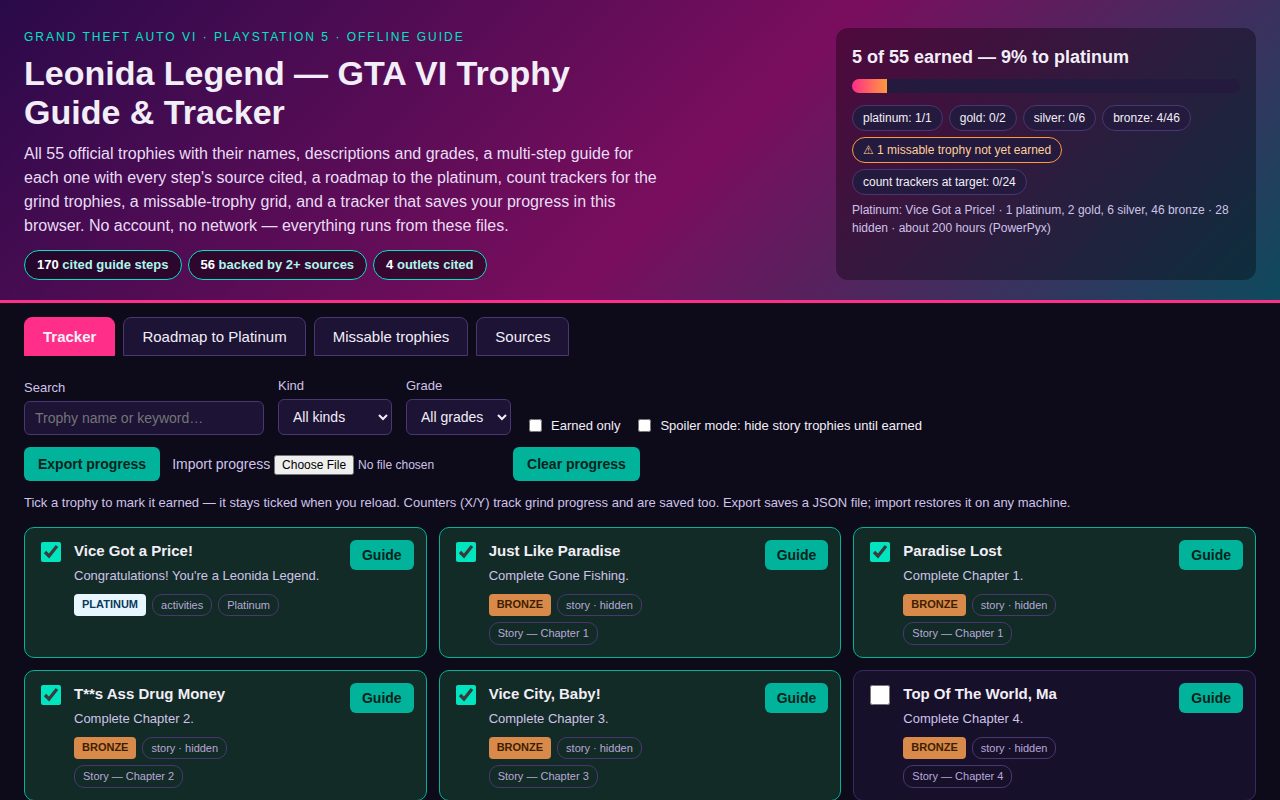 GRAND THEFT AUTO VI · PLAYSTATION 5 · OFFLINE GUIDE
Leonida Legend — GTA VI Trophy
Guide & Tracker
All 55 official trophies with their names, descriptions and grades, a multi-step guide for
each one with every step's source cited, a roadmap to the platinum, count trackers for the
grind trophies, a missable-trophy grid, and a tracker that saves your progress in this
browser. No account, no network — everything runs from these files.
170 cited guide steps 56 backed by 2+ sources 4 outlets cited
5 of 55 earned — 9% to platinum
platinum: 1/1 gold: 0/2 silver: 0/6 bronze: 4/46
⚠ 1 missable trophy not yet earned
count trackers at target: 0/24
Platinum: Vice Got a Price! · 1 platinum, 2 gold, 6 silver, 46 bronze · 28
hidden · about 200 hours (PowerPyx)
Tracker Roadmap to Platinum Missable trophies Sources
Search Kind Grade
Trophy name or keyword… All kinds All grades Earned only Spoiler mode: hide story trophies until earned
Export progress Import progress Choose File No file chosen Clear progress
Tick a trophy to mark it earned — it stays ticked when you reload. Counters (X/Y) track grind progress and are saved too. Export saves a JSON file; import restores it on any machine.
Vice Got a Price! Guide
Congratulations! You're a Leonida Legend.
PLATINUM activities Platinum
Just Like Paradise Guide
Complete Gone Fishing.
BRONZE story · hidden
Story — Chapter 1
Paradise Lost Guide
Complete Chapter 1.
BRONZE story · hidden
Story — Chapter 1
T**s Ass Drug Money Guide
Complete Chapter 2.
BRONZE story · hidden
Story — Chapter 2
Vice City, Baby! Guide
Complete Chapter 3.
BRONZE story · hidden
Story — Chapter 3
Top Of The World, Ma Guide
Complete Chapter 4.
BRONZE story · hidden
Story — Chapter 4